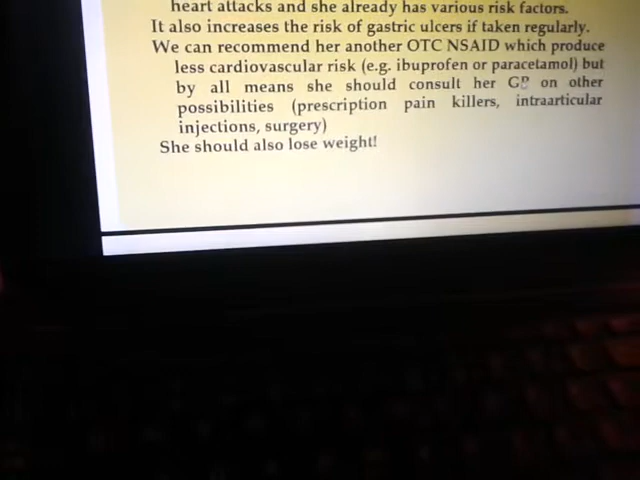 heart attacks and she already has various risk factors.
It also increases the risk of gastric ulcers if taken regularly.
We can recommend her another OTC NSAID which produce
less cardiovascular risk (e.g. ibuprofen or paracetamol) but
by all means she should consult her GP on other
possibilities (prescription pain killers, intraarticular
injections, surgery)
She should also lose weight!